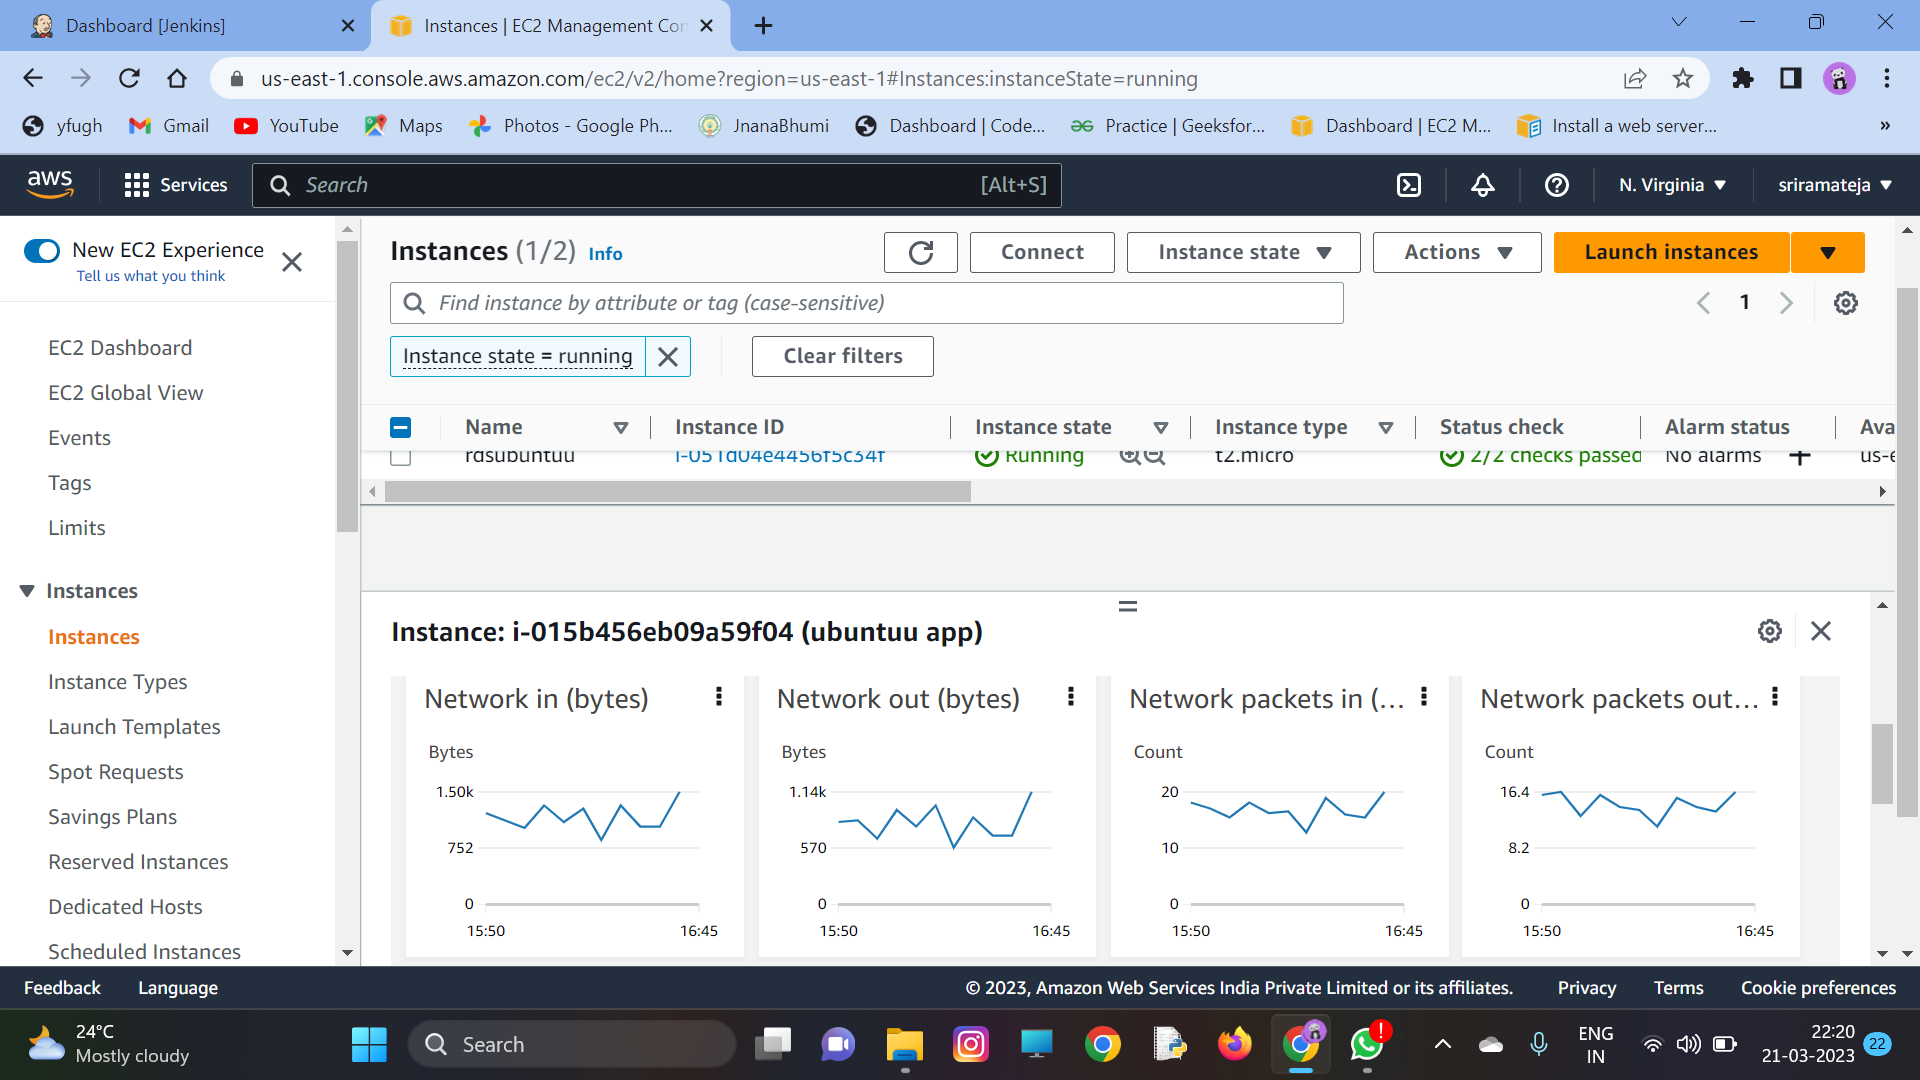 Dashboard [Jenkins]
Instances | EC2 Management Con
us-east-1.console.aws.amazon.com/ec2/v2/home?region=us-east-1#Instances:instanceState=running
yfugh
Gmail
YouTube
Maps
Photos - Google Ph...
JnanaBhumi
Dashboard | Code...
Practice | Geeksfor...
Dashboard | EC2 M...
Install a web server...
»
aws
Services
Search
[Alt+S]
N. Virginia
sriramateja
New EC2 Experience
Tell us what you think
EC2 Dashboard
EC2 Global View
Events
Tags
Limits
Instances
Instances
Instance Types
Launch Templates
Spot Requests
Savings Plans
Reserved Instances
Dedicated Hosts
Scheduled Instances
Instances (1/2) Info
Connect
Instance state
Actions
Launch instances
Find instance by attribute or tag (case-sensitive)
1
Instance state = running
Clear filters
Name
Instance ID
Instance state
Instance type
Status check
Alarm status
Ava
rdsubuntuu
i-051d04e4456f5c34f
Running
t2.micro
2/2 checks passed
No alarms
us-e
Instance: i-015b456eb09a59f04 (ubuntuu app)
Network in (bytes)
Bytes
1.50k
752
0
15:50
16:45
Network out (bytes)
Bytes
1.14k
570
0
15:50
16:45
Network packets in (...
Count
20
10
0
15:50
16:45
Network packets out...
Count
16.4
8.2
0
15:50
16:45
Feedback
Language
© 2023, Amazon Web Services India Private Limited or its affiliates.
Privacy
Terms
Cookie preferences
24°C
Mostly cloudy
Search
ENG
IN
22:20
21-03-2023
22